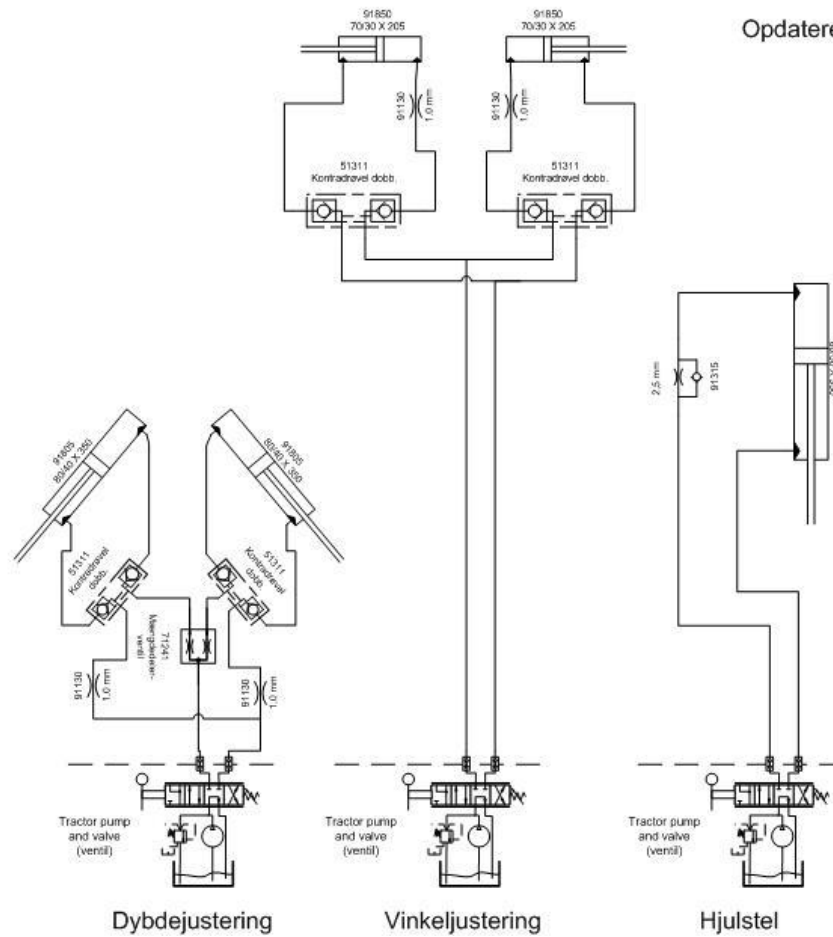 91850
70/30 X 205
91850
70/30 X 205
Opdatere
91130
1.0 mm
91130
1.0 mm
51311
Kontradrøvel dobb.
51311
Kontradrøvel dobb.
2,5 mm
91315
91805
80/40 X 350
91805
80/40 X 350
51311
Kontradrøvel
dobb.
51311
Kontradrøvel
dobb.
71241
Mængdedeler-
ventil
91130
1.0 mm
91130
1.0 mm
Tractor pump
and valve
(ventil)
Tractor pump
and valve
(ventil)
Tractor pump
and valve
(ventil)
Dybdejustering
Vinkeljustering
Hjulstel